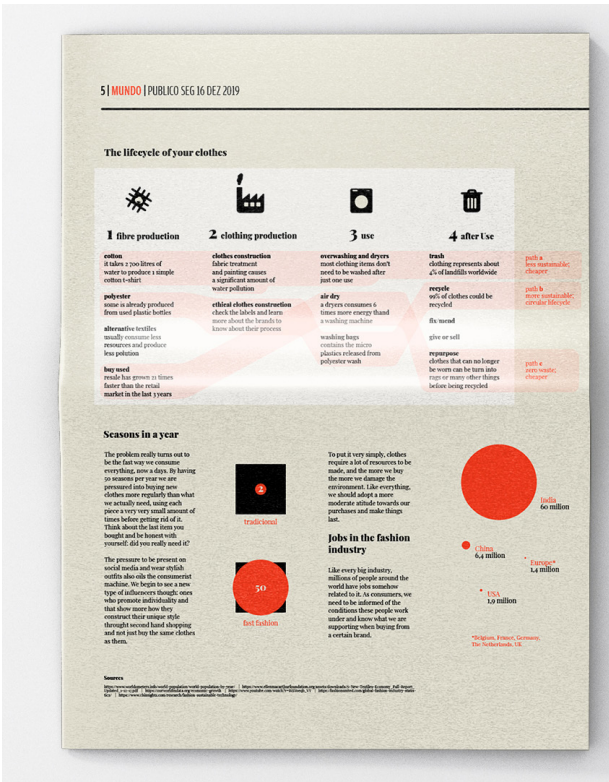 5 | MUNDO | PUBLICO SEG 16 DEZ 2019
The lifecycle of your clothes
1 fibre production
2 clothing production
3 use
4 after Use
cotton
it takes 2 700 litres of
water to produce 1 simple
cotton t-shirt
polyester
some is already produced
from used plastic bottles
alternative textiles
usually consume less
resources and produce
less polution
buy used
resale has grown 21 times
faster than the retail
market in the last 3 years
clothes construction
fabric treatment
and painting causes
a significant amount of
water pollution
ethical clothes construction
check the labels and learn
more about the brands to
know about their process
overwashing and dryers
most clothing items don't
need to be washed after
just one use
air dry
a dryers consumes 6
times more energy thand
a washing machine
washing bags
contains the micro
plastics released from
polyester wash
trash
clothing represents about
4% of landfills worldwide
recycle
99% of clothes could be
recycled
fix/mend
give or sell
repurpose
clothes that can no longer
be worn can be turn into
rags or many other things
before being recycled
path a
less sustainable;
cheaper
path b
more sustainable;
circular lifecycle
path c
zero waste;
cheaper
Seasons in a year
The problem really turns out to
be the fast way we consume
everything, now a days. By having
50 seasons per year we are
pressured into buying new
clothes more regularly than what
we actually need, using each
piece a very very small amount of
times before getting rid of it.
Think about the last item you
bought and be honest with
yourself: did you really need it?
The pressure to be present on
social media and wear stylish
outfits also oils the consumerist
machine. We begin to see a new
type of influencers though: ones
who promote individuality and
that show more how they
construct their unique style
throught second hand shopping
and not just buy the same clothes
as them.
2
tradicional
50
fast fashion
To put it very simply, clothes
require a lot of resources to be
made, and the more we buy
the more we damage the
environment. Like everything,
we should adopt a more
moderate atitude towards our
purchases and make things
last.
Jobs in the fashion
industry
Like every big industry,
millions of people around the
world have jobs somehow
related to it. As consumers, we
need to be informed of the
conditions these people work
under and know what we are
supporting when buying from
a certain brand.
India
60 milion
China
6,4 milion
Europe*
1,4 milion
USA
1,9 milion
*Belgium, France, Germany,
The Netherlands, UK
Sources